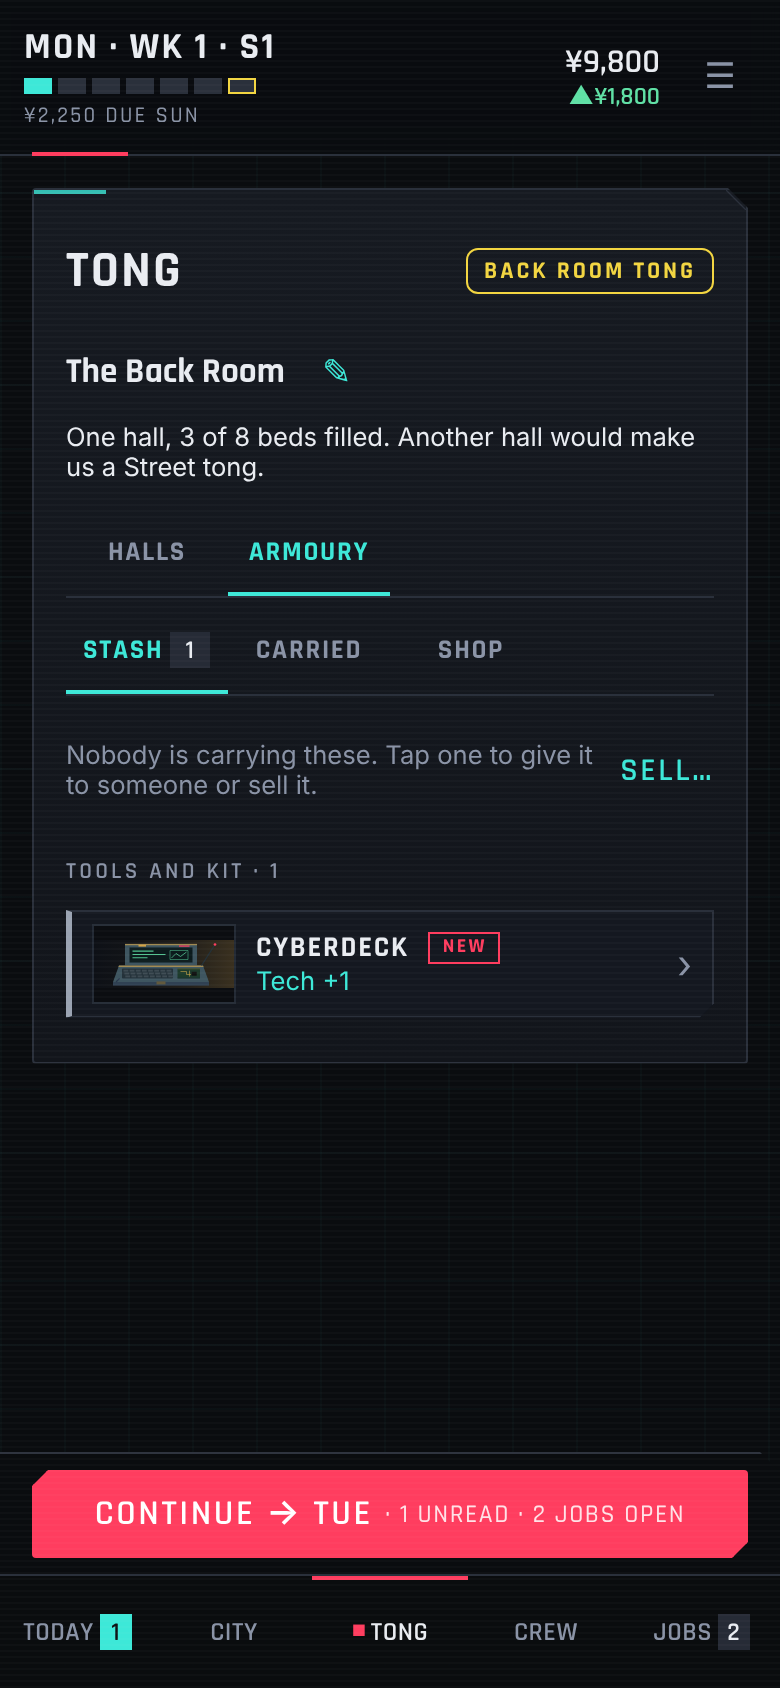 MON · WK 1 · S1
¥2,250 DUE SUN
¥9,800
▲¥1,800
☰
TONG
BACK ROOM TONG
The Back Room ✎
One hall, 3 of 8 beds filled. Another hall would make
us a Street tong.
HALLS ARMOURY
STASH 1 CARRIED SHOP
Nobody is carrying these. Tap one to give it
to someone or sell it.
SELL…
TOOLS AND KIT · 1
CYBERDECK NEW
Tech +1
›
CONTINUE → TUE · 1 UNREAD · 2 JOBS OPEN
TODAY 1 CITY TONG CREW JOBS 2